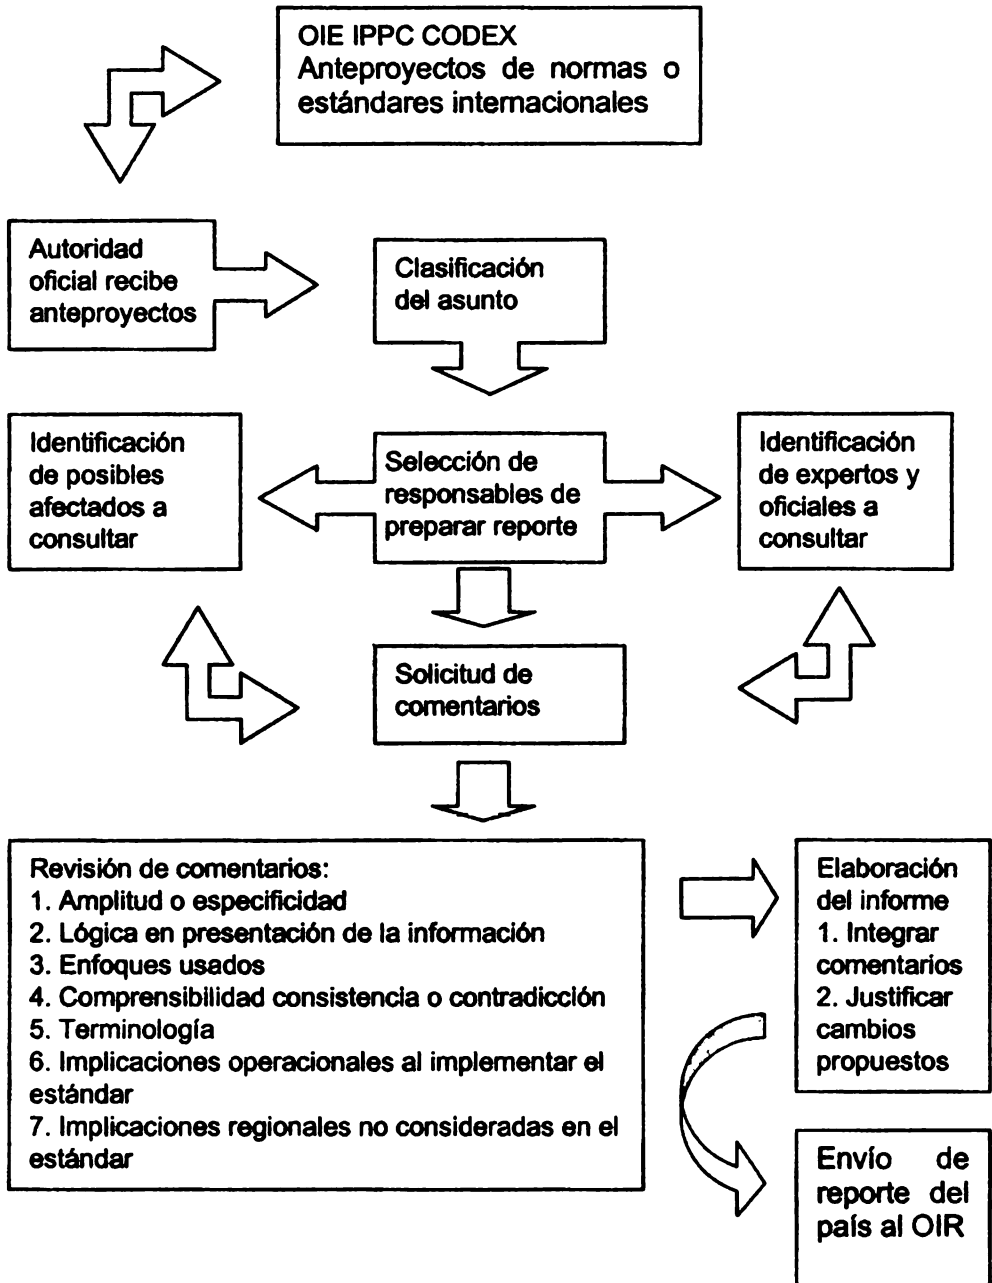 OIE IPPC CODEX
Anteproyectos de normas o
estándares internacionales
Autoridad
oficial recibe
anteproyectos
Clasificación
del asunto
Identificación
de posibles
afectados a
consultar
Selección de
responsables de
preparar reporte
Identificación
de expertos y
oficiales a
consultar
Solicitud de
comentarios
Revisión de comentarios:
1. Amplitud o especificidad
2. Lógica en presentación de la información
3. Enfoques usados
4. Comprensibilidad consistencia o contradicción
5. Terminología
6. Implicaciones operacionales al implementar el
estándar
7. Implicaciones regionales no consideradas en el
estándar
Elaboración
del informe
1. Integrar
comentarios
2. Justificar
cambios
propuestos
Envío de
reporte del
país al OIR